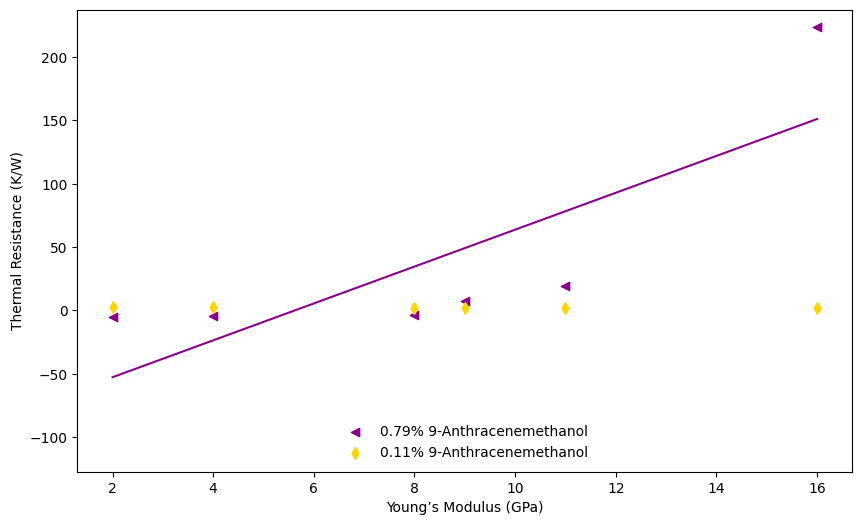 200
150
100
50
0
−50
−100
Thermal Resistance (K/W)
0.79% 9-Anthracenemethanol
0.11% 9-Anthracenemethanol
2 4 6 8 10 12 14 16
Young’s Modulus (GPa)